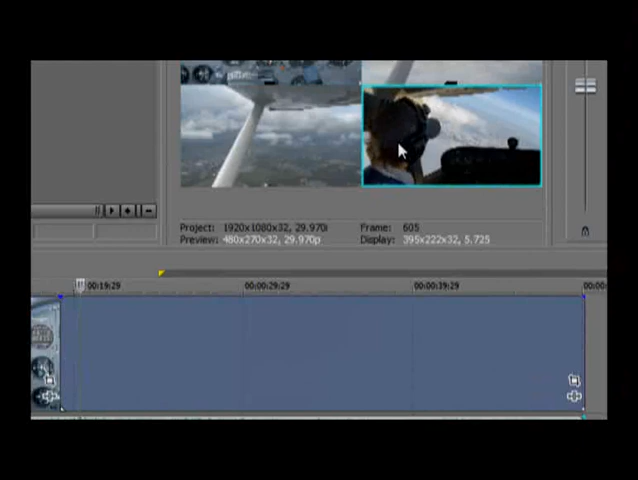 Project: 1920x1080x32, 29.970i Frame: 605
Preview: 480x270x32, 29.970p Display: 395x222x32, 5.725
00:19:29 00:00:29:29 00:00:39:29 00:00: